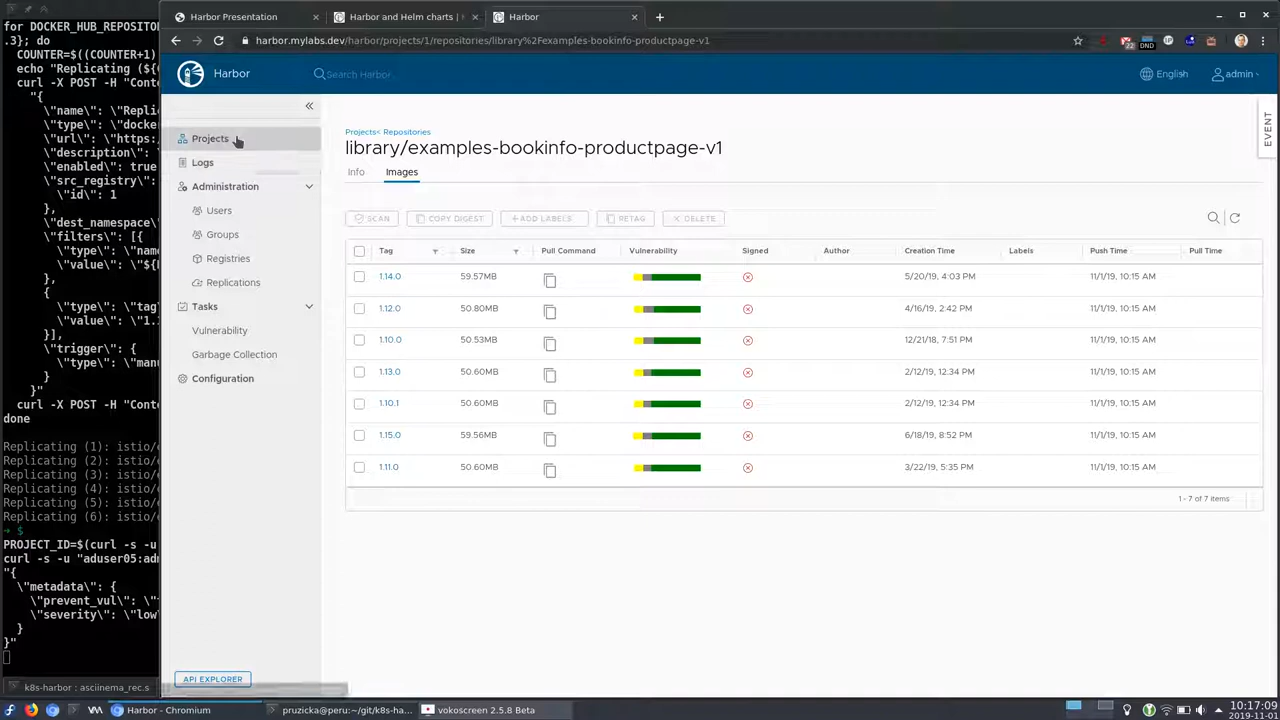 for DOCKER_HUB_REPOSITO
.3}; do
COUNTER=$((COUNTER+1)
echo "Replicating (${
curl -X POST -H "Conte
"{
\"name\": \"Repli
\"type\": \"docke
\"url\": \"https:
\"description\":
\"enabled\": true
\"src_registry\":
\"id\": 1
},
\"dest_namespace\
\"filters\": [{
\"type\": \"name
\"value\": \"${H
},
{
\"type\": \"tag\
\"value\": \"1.
}],
\"trigger\": {
\"type\": \"manu
}
}"
curl -X POST -H "Conte
done
Replicating (1): istio/
Replicating (2): istio/
Replicating (3): istio/
Replicating (4): istio/
Replicating (5): istio/
Replicating (6): istio/
➜ $
PROJECT_ID=$(curl -s -u
curl -s -u "aduser05:adm
"{
\"metadata\": {
\"prevent_vul\": \"
\"severity\": \"low
}
}"
k8s-harbor : asciinema_rec.s
Harbor Presentation
Harbor and Helm charts |
Harbor
harbor.mylabs.dev/harbor/projects/1/repositories/library%2Fexamples-bookinfo-productpage-v1
22
DND
Harbor
Search Harbor...
English
admin
Projects
Logs
Administration
Users
Groups
Registries
Replications
Tasks
Vulnerability
Garbage Collection
Configuration
API EXPLORER
EVENT
Projects< Repositories
library/examples-bookinfo-productpage-v1
Info Images
SCAN COPY DIGEST +ADD LABELS RETAG DELETE
Tag Size Pull Command Vulnerability Signed Author Creation Time Labels Push Time Pull Time
1.14.0 59.57MB 5/20/19, 4:03 PM 11/1/19, 10:15 AM
1.12.0 50.80MB 4/16/19, 2:42 PM 11/1/19, 10:15 AM
1.10.0 50.53MB 12/21/18, 7:51 PM 11/1/19, 10:15 AM
1.13.0 50.60MB 2/12/19, 12:34 PM 11/1/19, 10:15 AM
1.10.1 50.60MB 2/12/19, 12:34 PM 11/1/19, 10:15 AM
1.15.0 59.56MB 6/18/19, 8:52 PM 11/1/19, 10:15 AM
1.11.0 50.60MB 3/22/19, 5:35 PM 11/1/19, 10:15 AM
1 - 7 of 7 items
Harbor - Chromium
pruzicka@peru:~/git/k8s-ha...
vokoscreen 2.5.8 Beta
10:17:09
2019-11-01